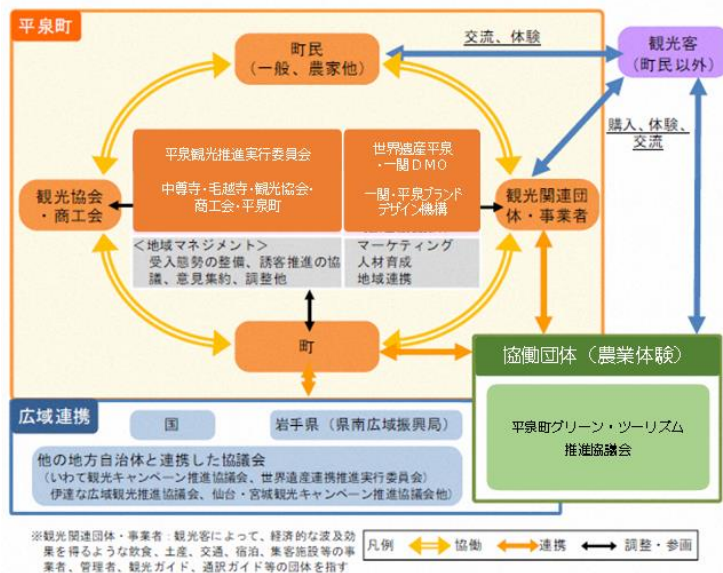 平泉町
町民
（一般、農家他）
交流、体験
観光客
（町民以外）
購入、体験、
交流
平泉観光推進実行委員会
中尊寺・毛越寺・観光協会・
商工会・平泉町
世界遺産平泉
・一関DMO
一関・平泉ブランド
デザイン機構
観光協会
・商工会
観光関連団
体・事業者
＜地域マネジメント＞
受入態勢の整備、誘客推進の協
議、意見集約、調整他
マーケティング
人材育成
地域連携
町
協働団体（農業体験）
平泉町グリーン・ツーリズム
推進協議会
広域連携
国
岩手県（県南広域振興局）
他の地方自治体と連携した協議会
（いわて観光キャンペーン推進協議会、世界遺産連携推進実行委員会）
伊達な広域観光推進協議会、仙台・宮城観光キャンペーン推進協議会他）
※観光関連団体・事業者：観光客によって、経済的な波及効
果を得るような飲食、土産、交通、宿泊、集客施設等の事
業者、管理者、観光ガイド、通訳ガイド等の団体を指す
凡例 協働 連携 調整・参画